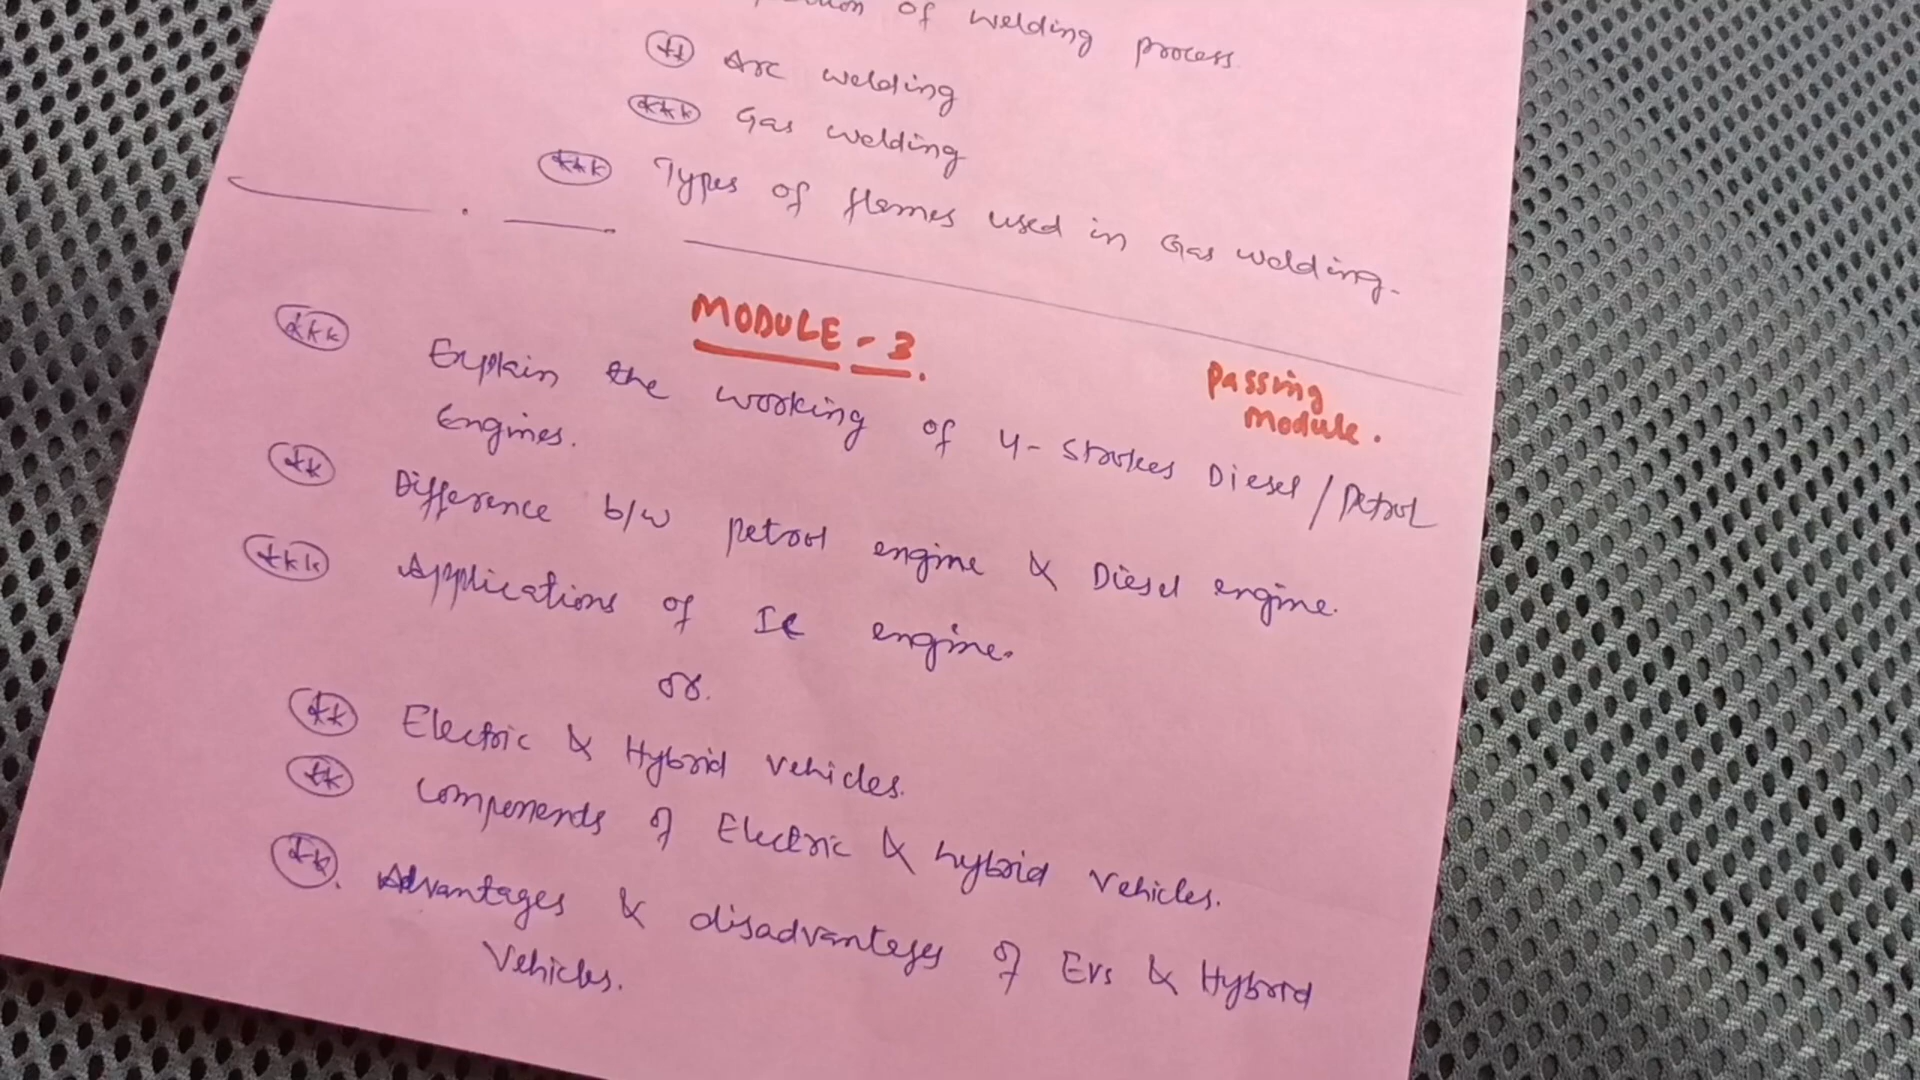 of welding process
** Arc welding
*** Gas welding
*** Types of flames used in Gas welding.
MODULE - 3.
Passing
Module.
*** Explain the working of 4- Strokes Diesel / Petrol
Engines.
** Difference b/w petrol engine & Diesel engine.
*** Applications of IC engine.
or.
** Electric & Hybrid vehicles.
** Components of Electric & hybrid Vehicles.
**. Advantages & disadvanteges of EVs & Hybrid
Vehicles.